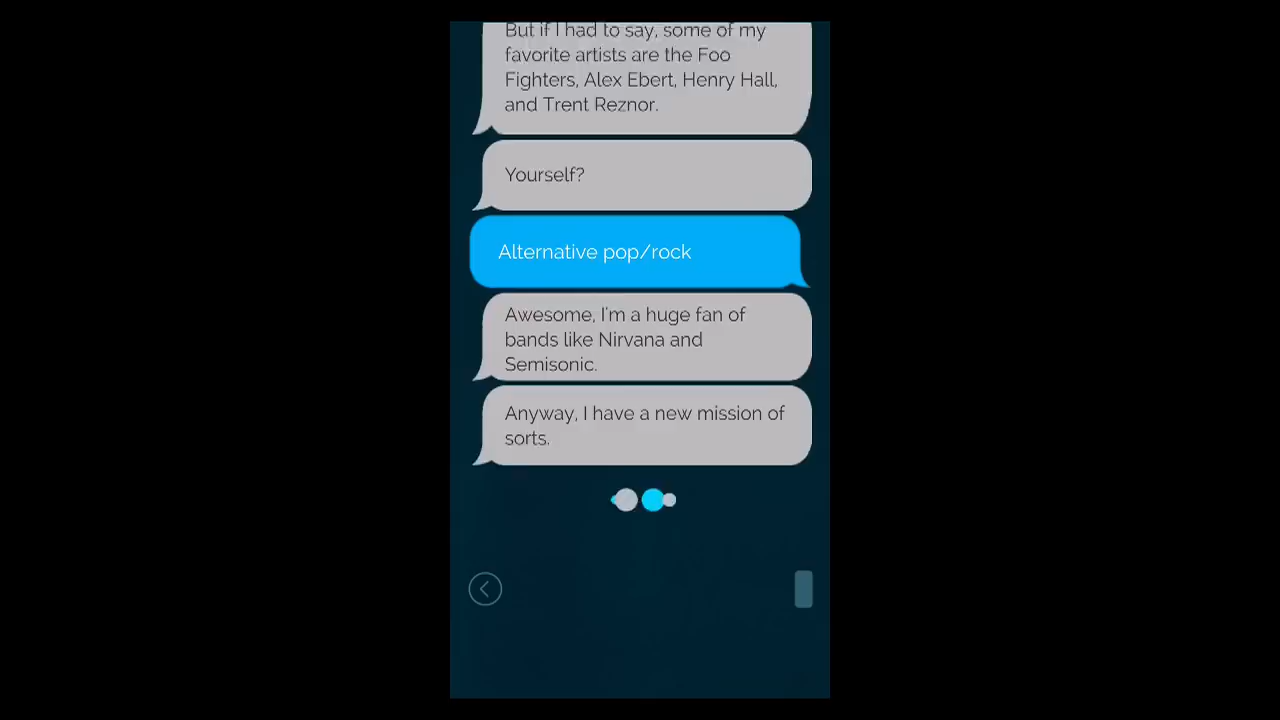 But if I had to say, some of my
favorite artists are the Foo
Fighters, Alex Ebert, Henry Hall,
and Trent Reznor.
Yourself?
Alternative pop/rock
Awesome, I'm a huge fan of
bands like Nirvana and
Semisonic.
Anyway, I have a new mission of
sorts.